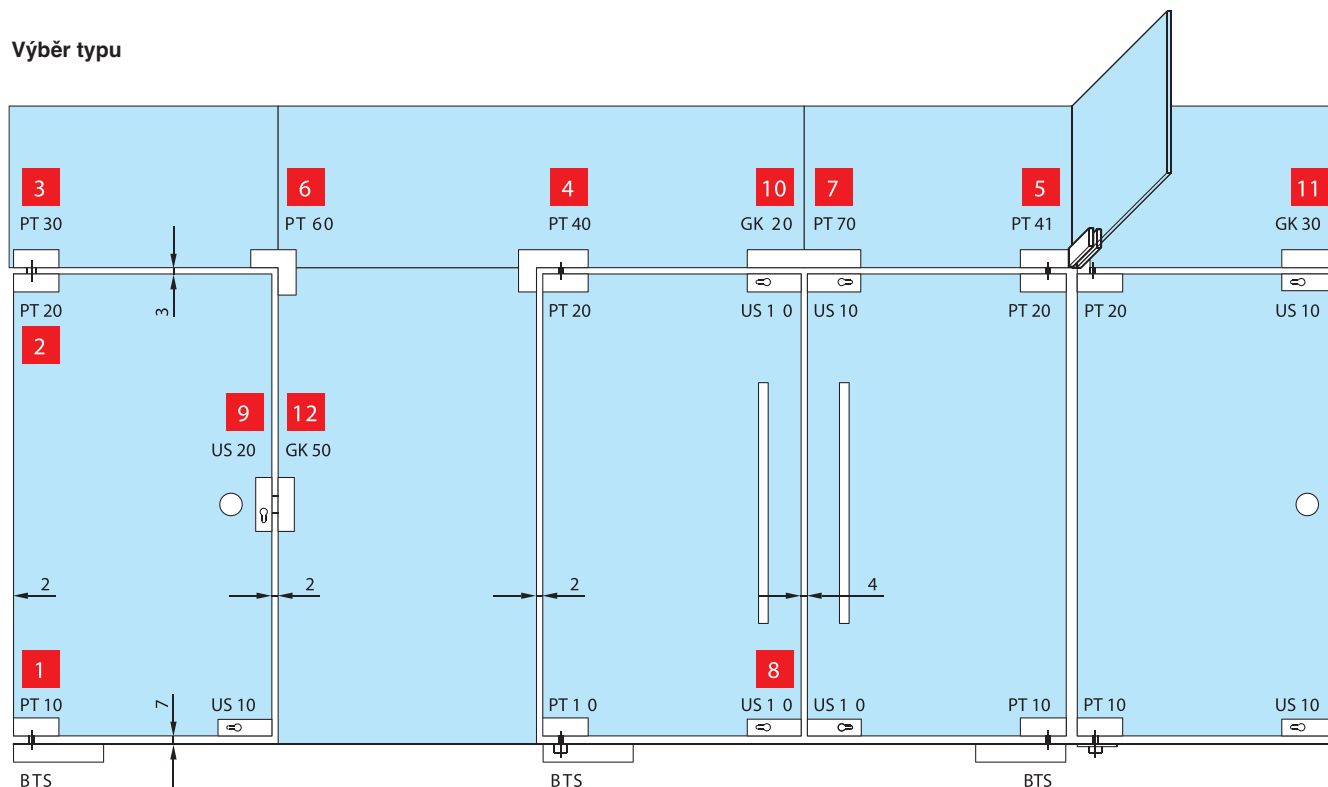 Výběr typu
3 6 4 10 7 5 11
PT 30 PT 60 PT 40 GK 20 PT 70 PT 41 GK 30
PT 20 PT 20 US 1 0 US 10 PT 20 PT 20 US 10
3
2
9 12
US 20 GK 50
2 2 2 4
1 8
PT 10 7 US 10 PT 1 0 US 1 0 US 1 0 PT 10 PT 10 US 10
BTS BTS BTS